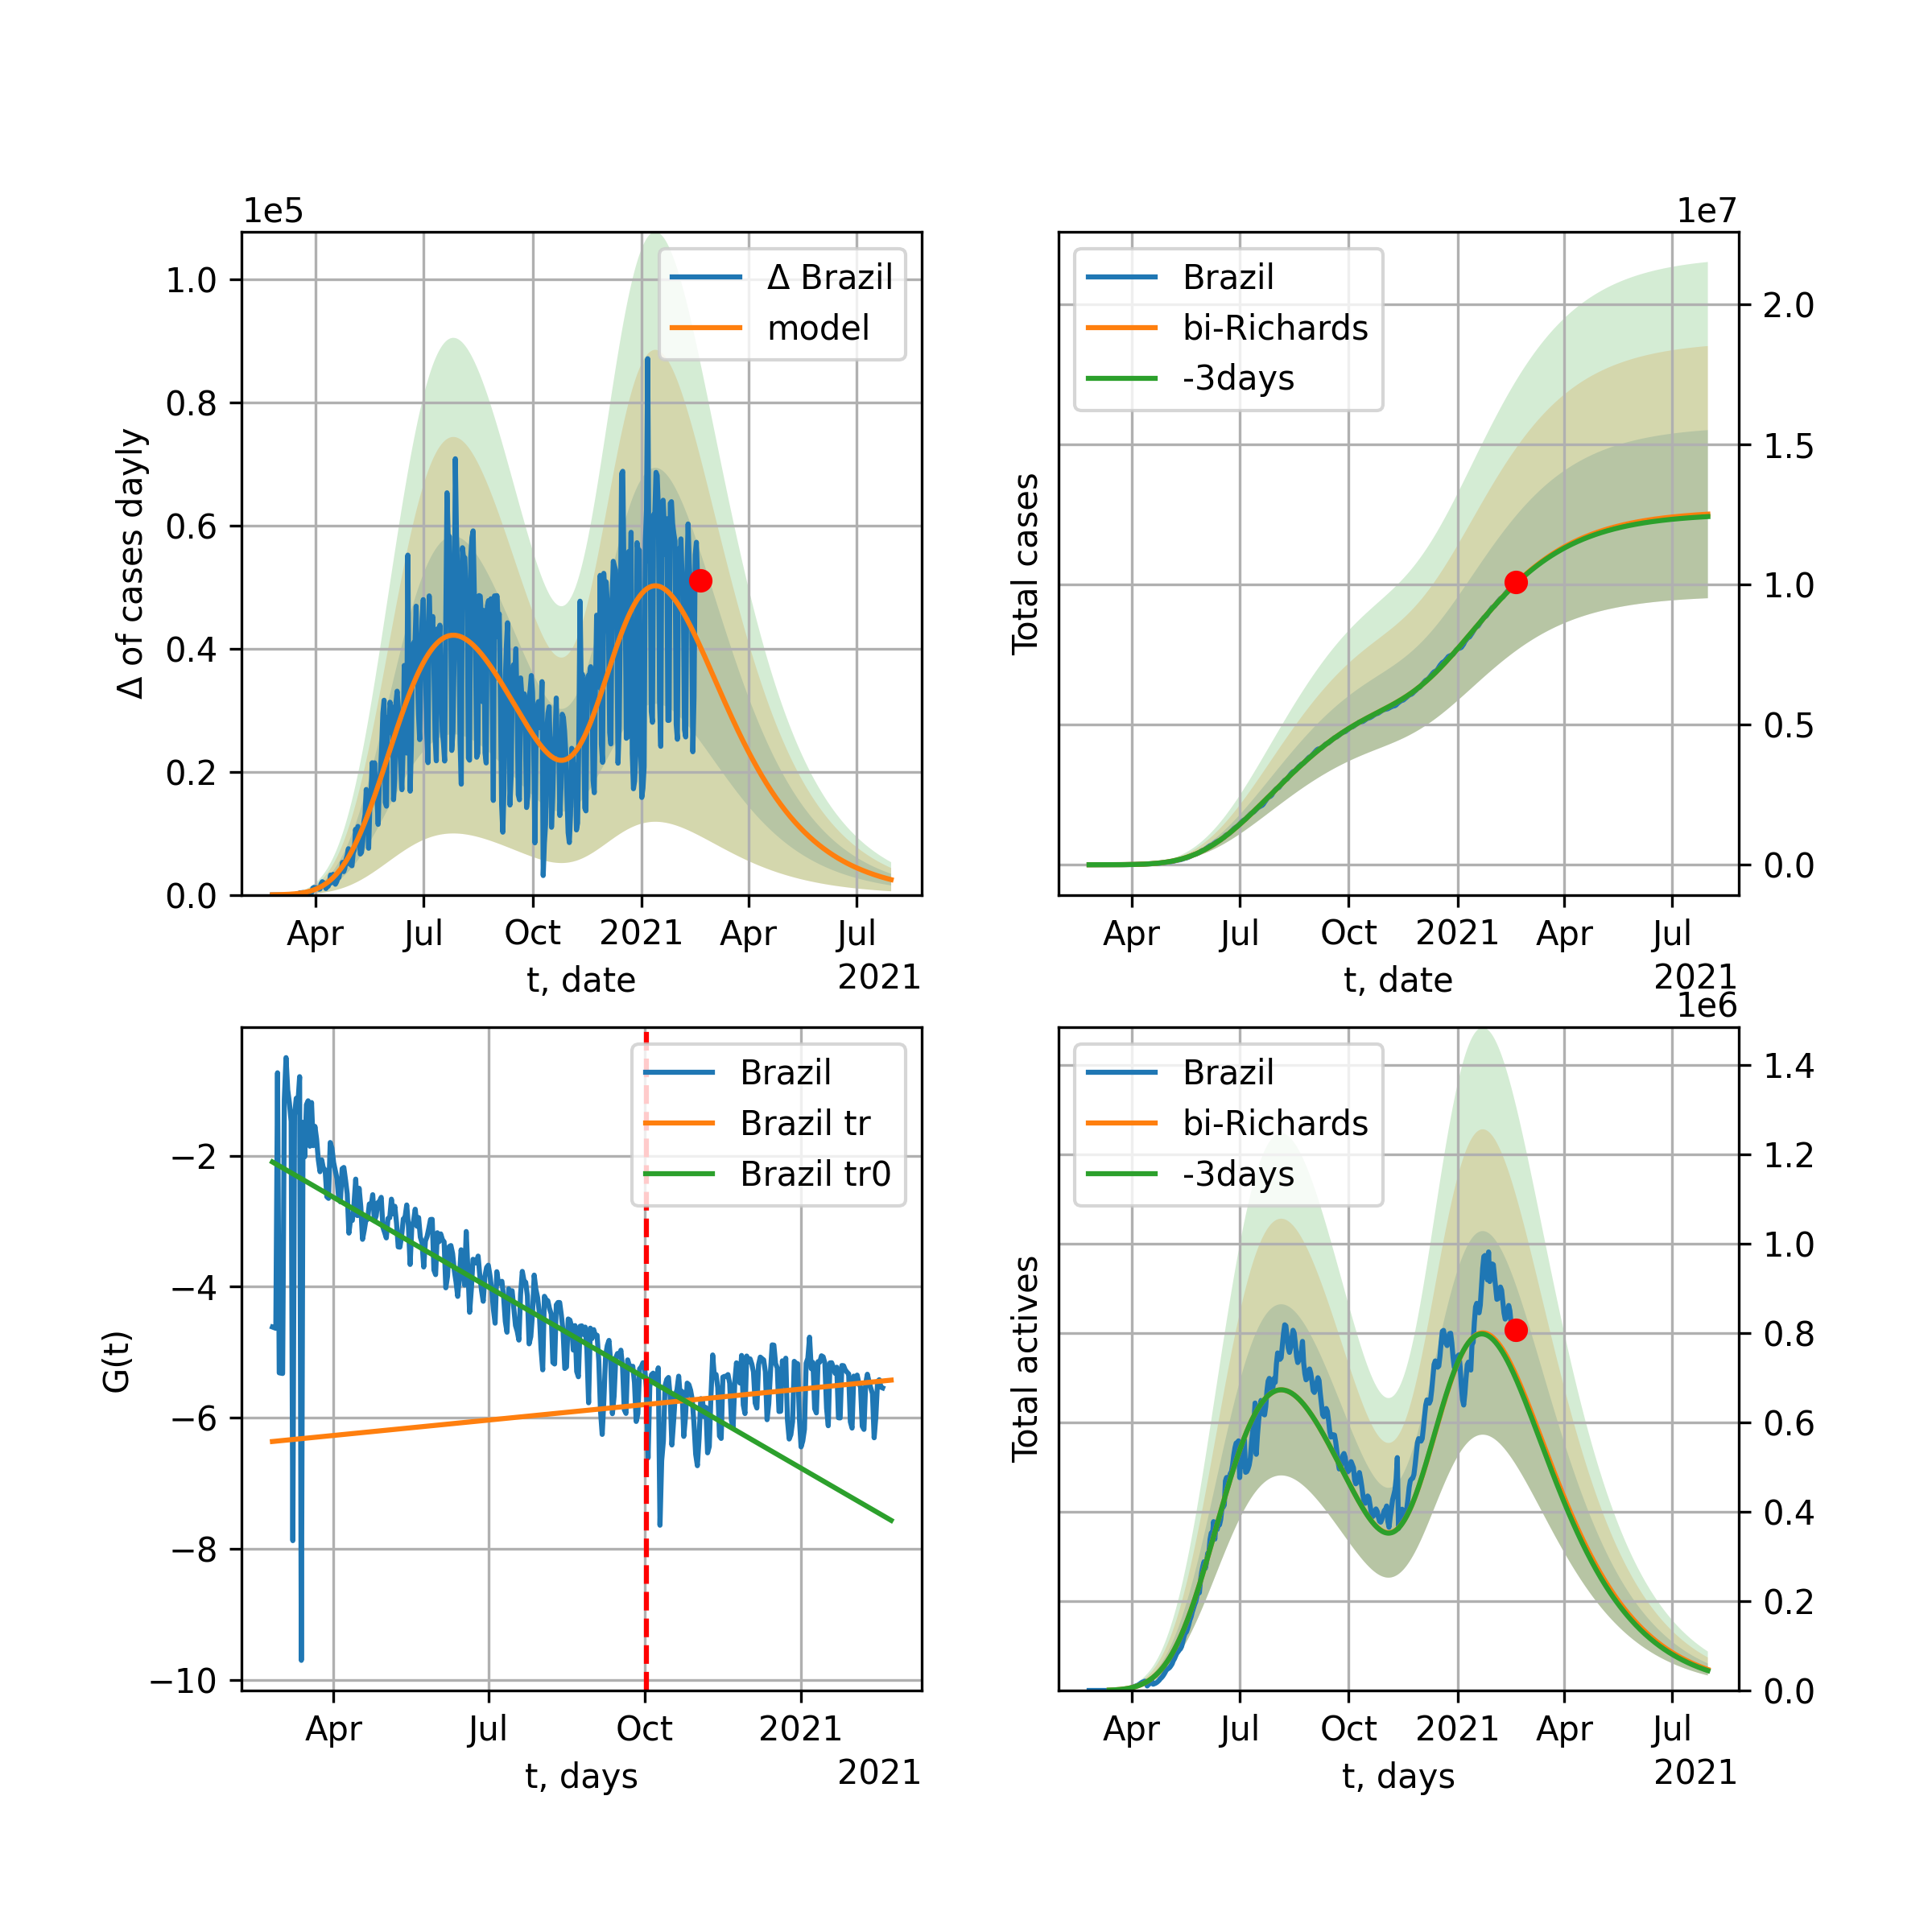 1e5
Δ of cases dayly
1.0
0.8
0.6
0.4
0.2
0.0
Δ Brazil
model
Apr Jul Oct 2021 Apr Jul
t, date
2021
1e7
Total cases
Brazil
bi-Richards
-3days
2.0
1.5
1.0
0.5
0.0
Apr Jul Oct 2021 Apr Jul
t, date
2021
G(t)
−2
−4
−6
−8
−10
Brazil
Brazil tr
Brazil tr0
Apr Jul Oct 2021
t, days
2021
1e6
Total actives
Brazil
bi-Richards
-3days
1.4
1.2
1.0
0.8
0.6
0.4
0.2
0.0
Apr Jul Oct 2021 Apr Jul
t, days
2021